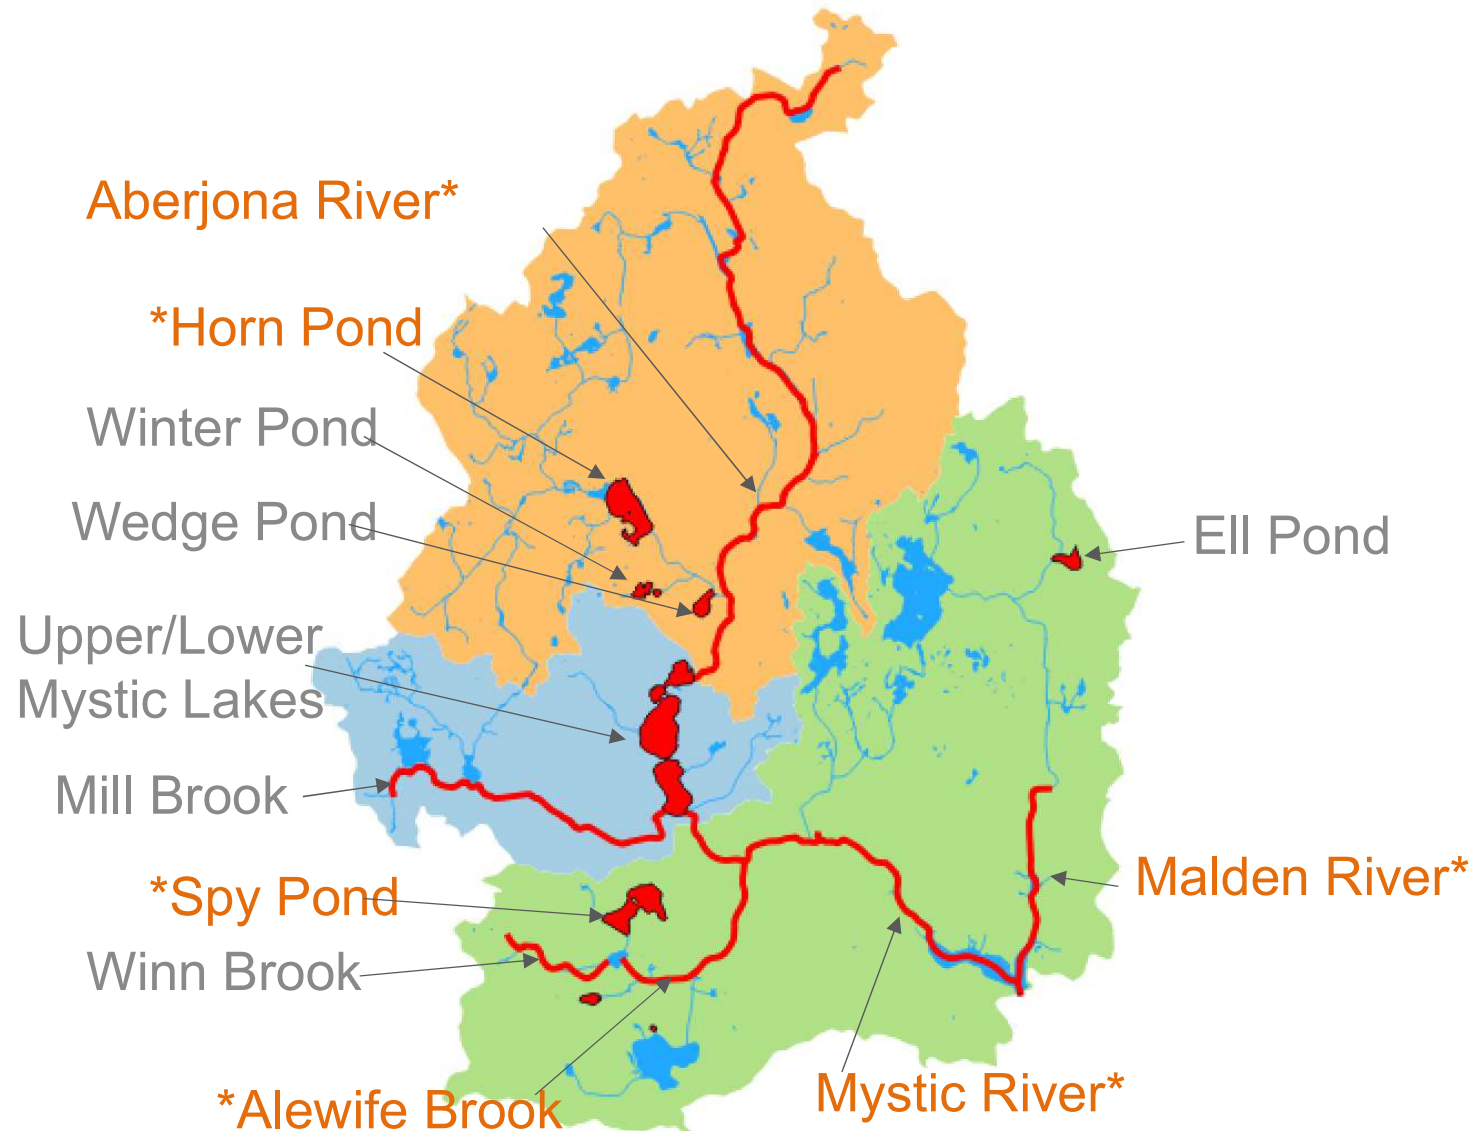 Aberjona River*
*Horn Pond
Winter Pond
Wedge Pond
Ell Pond
Upper/Lower
Mystic Lakes
Mill Brook
*Spy Pond
Malden River*
Winn Brook
*Alewife Brook
Mystic River*